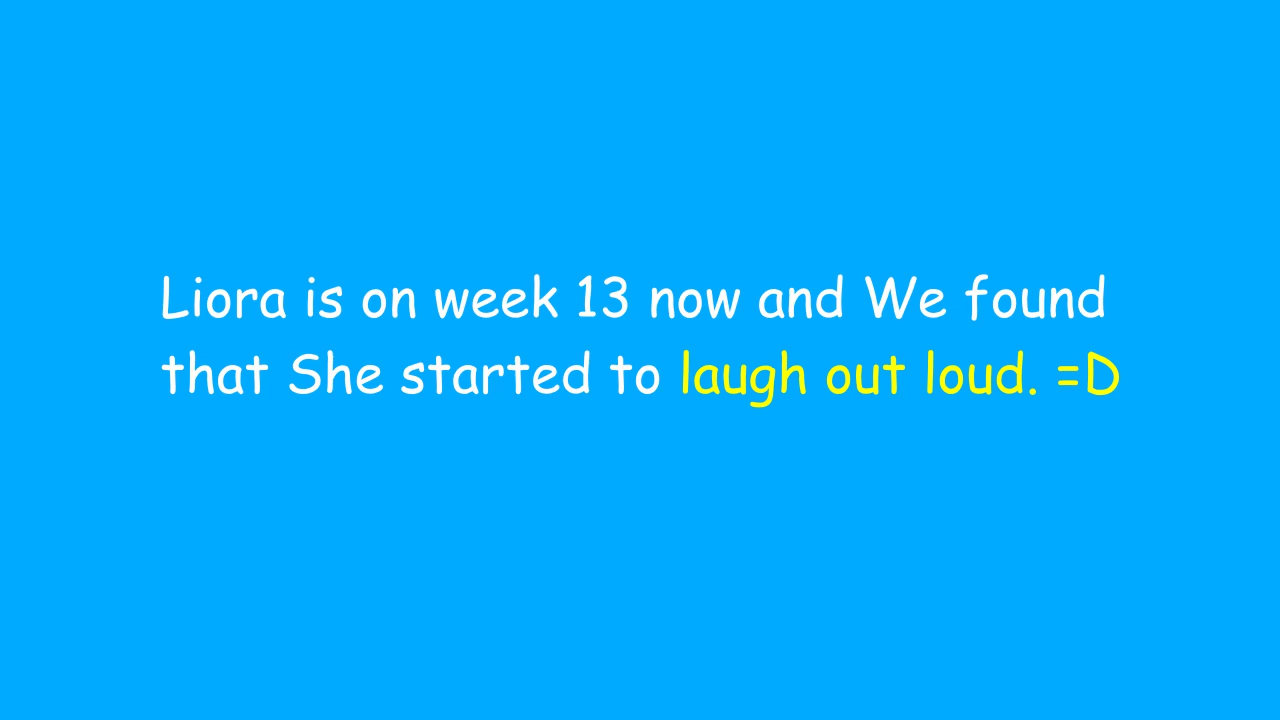 Liora is on week 13 now and We found
that She started to laugh out loud. =D